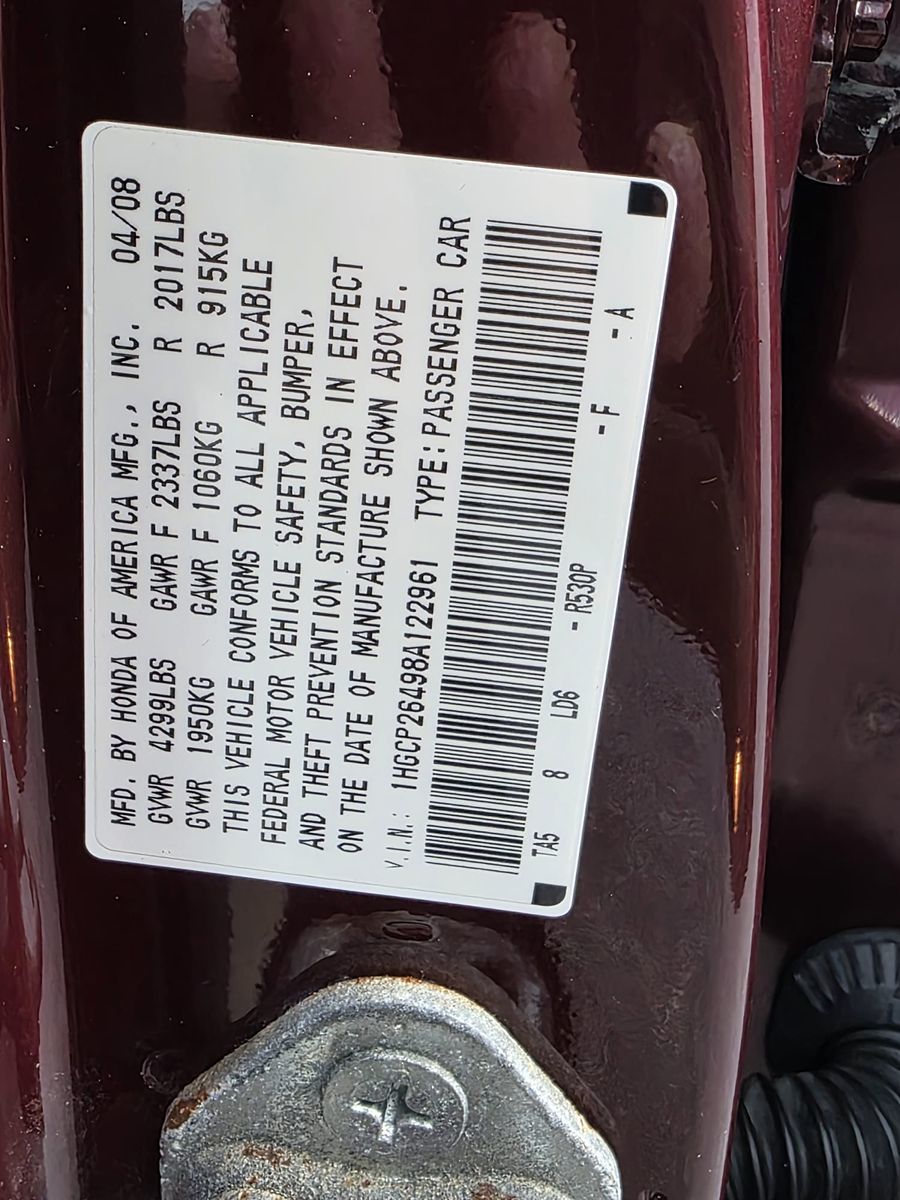 MFD. BY HONDA OF AMERICA MFG., INC. 04/08
GVWR 4299LBS GAWR F 2337LBS R 2017LBS
GVWR 1950KG GAWR F 1060KG R 915KG
THIS VEHICLE CONFORMS TO ALL APPLICABLE
FEDERAL MOTOR VEHICLE SAFETY, BUMPER,
AND THEFT PREVENTION STANDARDS IN EFFECT
ON THE DATE OF MANUFACTURE SHOWN ABOVE.
V.I.N.: 1HGCP26498A122961 TYPE:PASSENGER CAR
TA5 8 LD6 - R530P - F - A